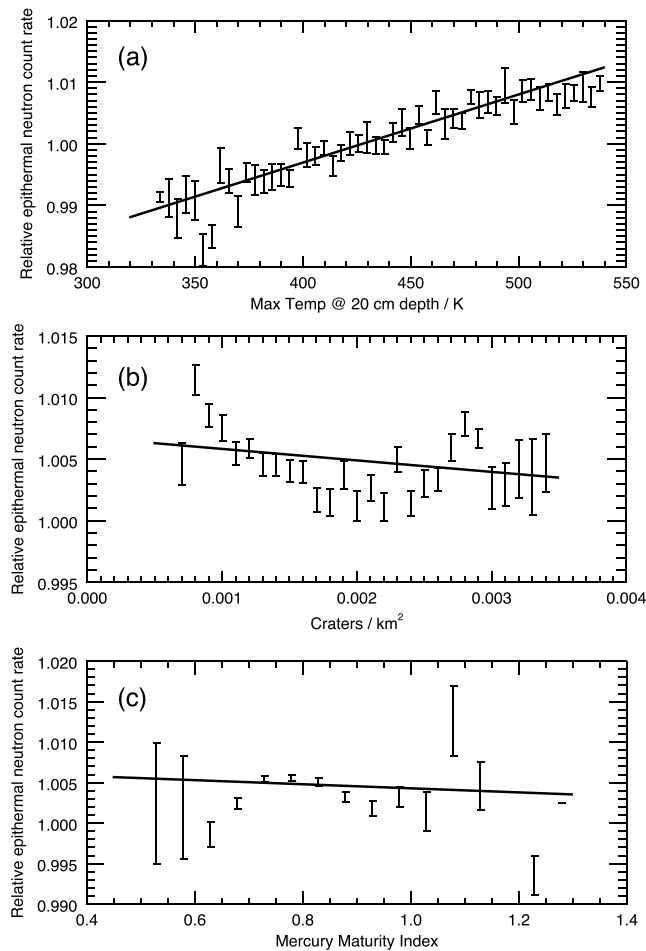 1.02
(a)
1.01
1.00
0.99
0.98
300 350 400 450 500 550
Max Temp @ 20 cm depth / K
Relative epithermal neutron count rate
1.015
(b)
1.010
1.005
1.000
0.995
0.000 0.001 0.002 0.003 0.004
Craters / km²
Relative epithermal neutron count rate
1.020
(c)
1.015
1.010
1.005
1.000
0.995
0.990
0.4 0.6 0.8 1.0 1.2 1.4
Mercury Maturity Index
Relative epithermal neutron count rate